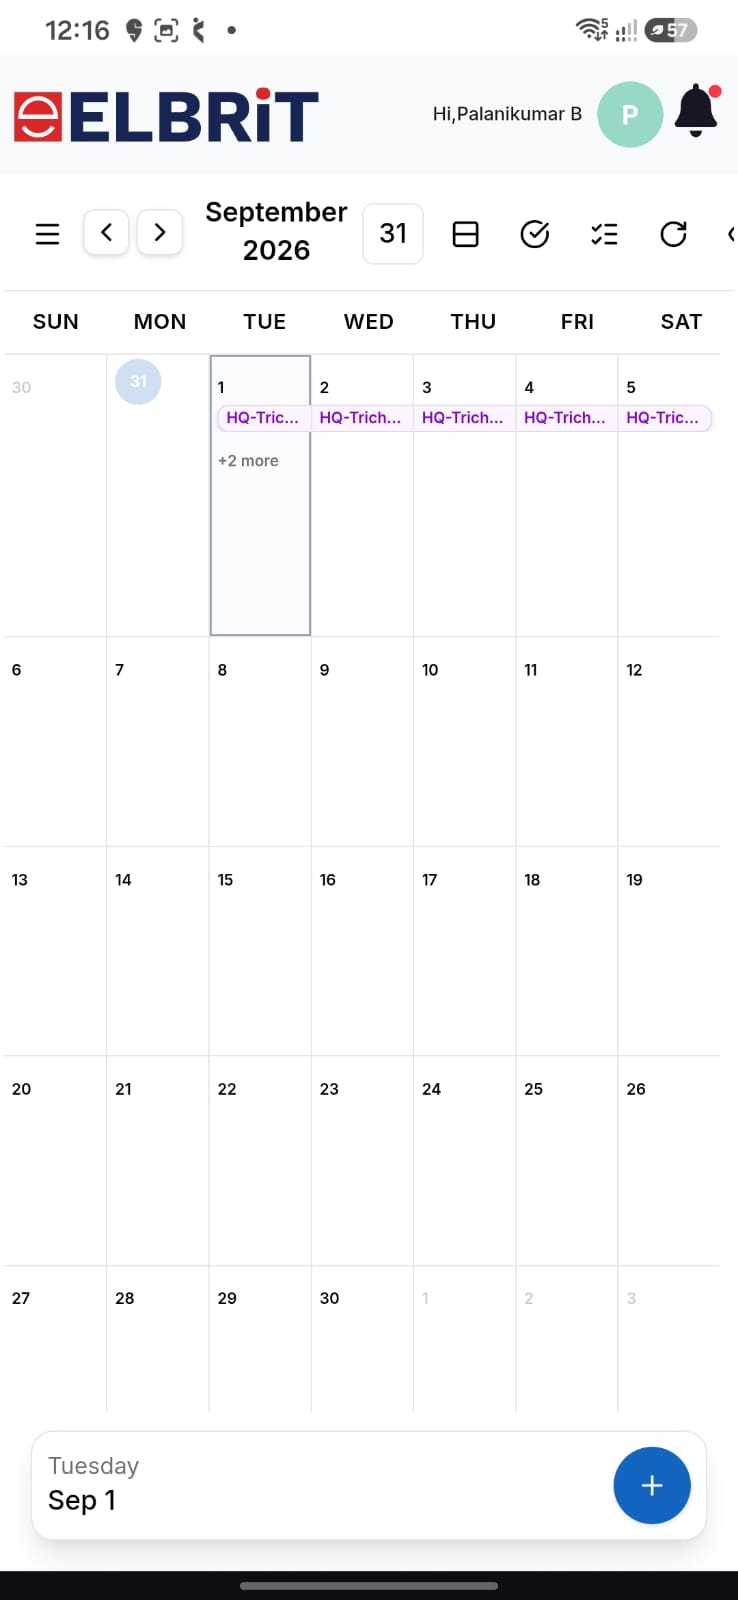 12:16
5
57
ELBRiT
Hi,Palanikumar B
P
September
2026
31
SUN MON TUE WED THU FRI SAT
30 31 1 2 3 4 5
HQ-Tric... HQ-Trich... HQ-Trich... HQ-Trich... HQ-Tric...
+2 more
6 7 8 9 10 11 12
13 14 15 16 17 18 19
20 21 22 23 24 25 26
27 28 29 30 1 2 3
Tuesday
Sep 1